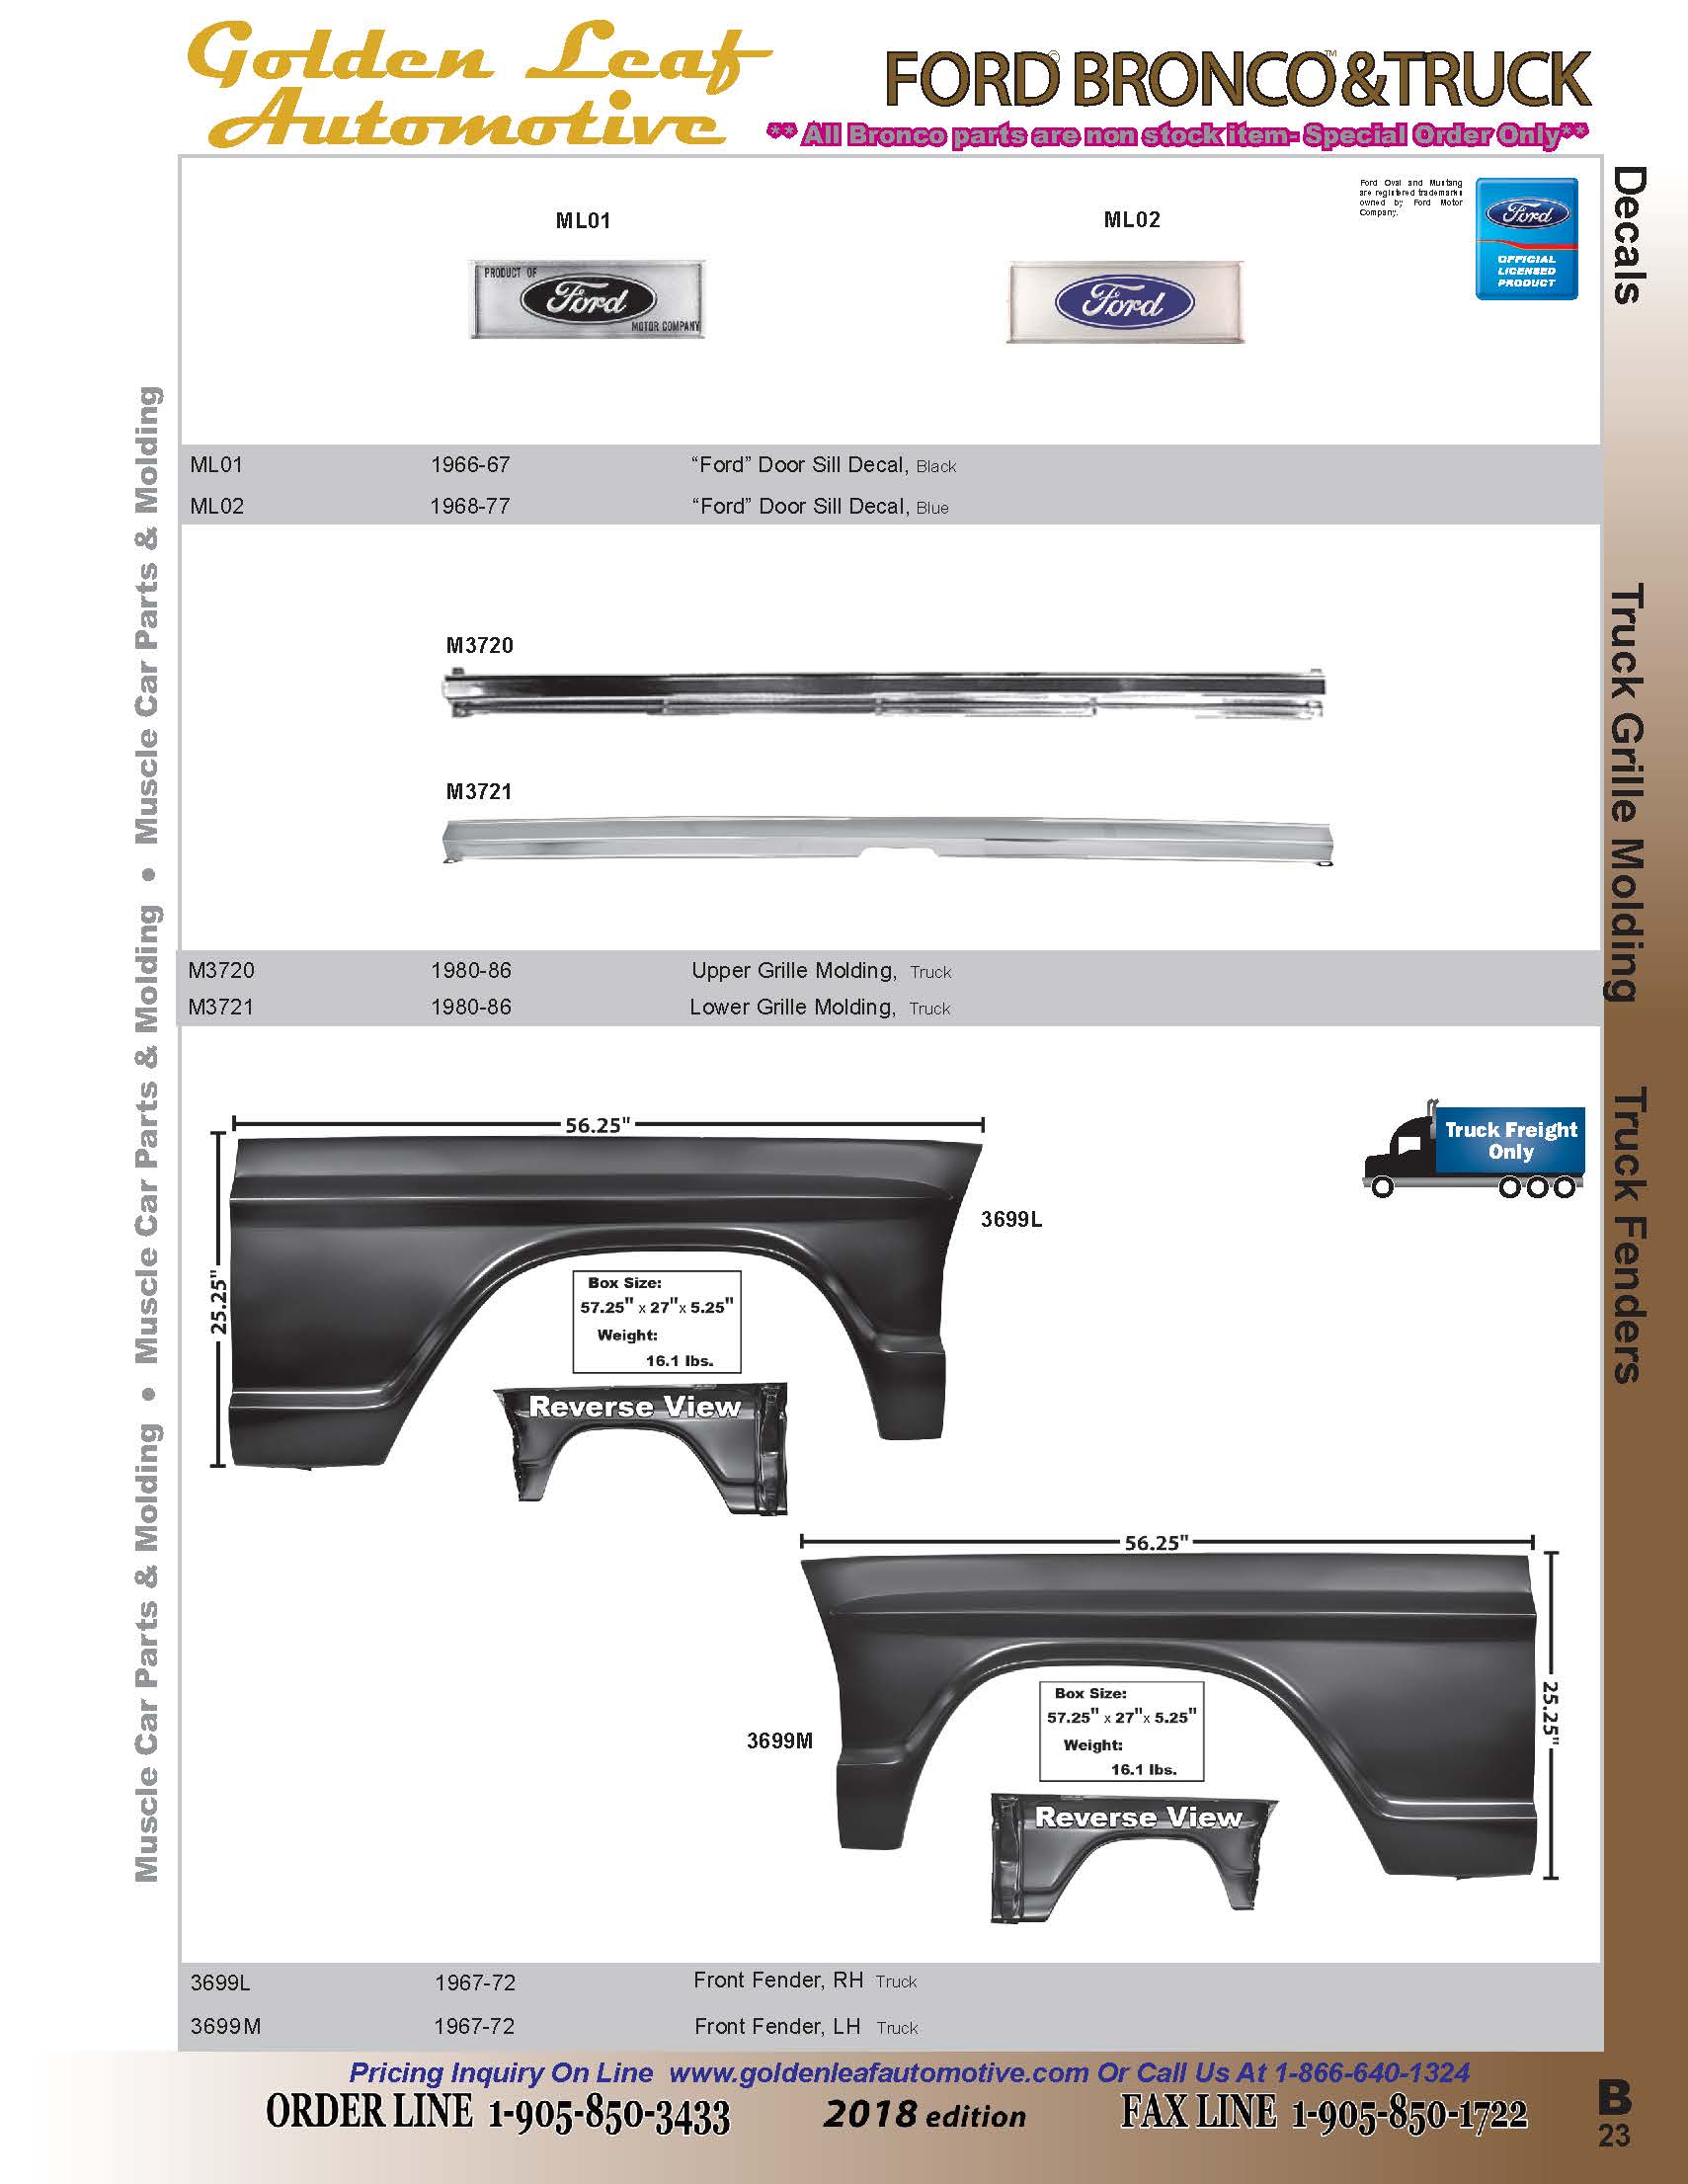 Golden Leaf
Automotive
FORD© BRONCO™&TRUCK
** All Bronco parts are non stock item- Special Order Only**
Ford Oval and Mustang
are registered trademarks
owned by Ford Motor
Company.
Ford
OFFICIAL
LICENSED
PRODUCT
ML01
ML02
PRODUCT OF
Ford
MOTOR COMPANY
Ford
ML01 1966-67 “Ford” Door Sill Decal, Black
ML02 1968-77 “Ford” Door Sill Decal, Blue
M3720
M3721
M3720 1980-86 Upper Grille Molding, Truck
M3721 1980-86 Lower Grille Molding, Truck
56.25"
25.25"
3699L
Truck Freight
Only
Box Size:
57.25" x 27"x 5.25"
Weight:
16.1 lbs.
Reverse View
56.25"
25.25"
3699M
Box Size:
57.25" x 27"x 5.25"
Weight:
16.1 lbs.
Reverse View
3699L 1967-72 Front Fender, RH Truck
3699M 1967-72 Front Fender, LH Truck
Muscle Car Parts & Molding • Muscle Car Parts & Molding • Muscle Car Parts & Molding
Decals
Truck Grille Molding
Truck Fenders
Pricing Inquiry On Line www.goldenleafautomotive.com Or Call Us At 1-866-640-1324
ORDER LINE 1-905-850-3433 2018 edition FAX LINE 1-905-850-1722
B
23